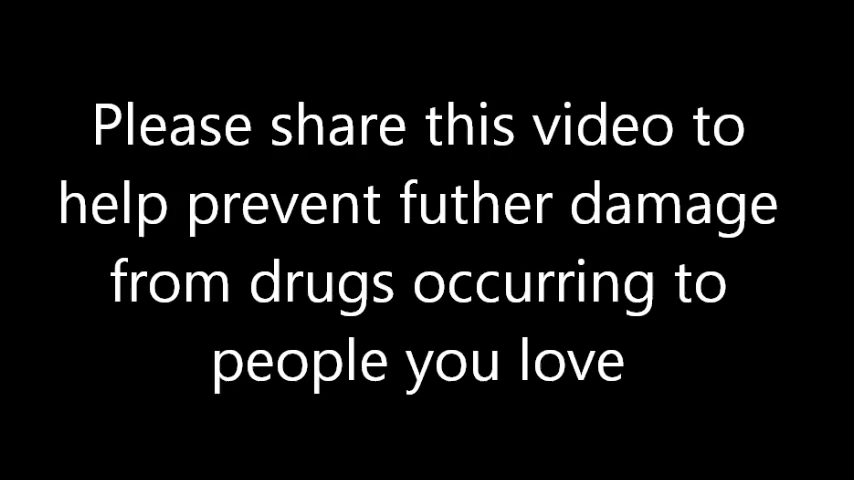 Please share this video to
help prevent futher damage
from drugs occurring to
people you love